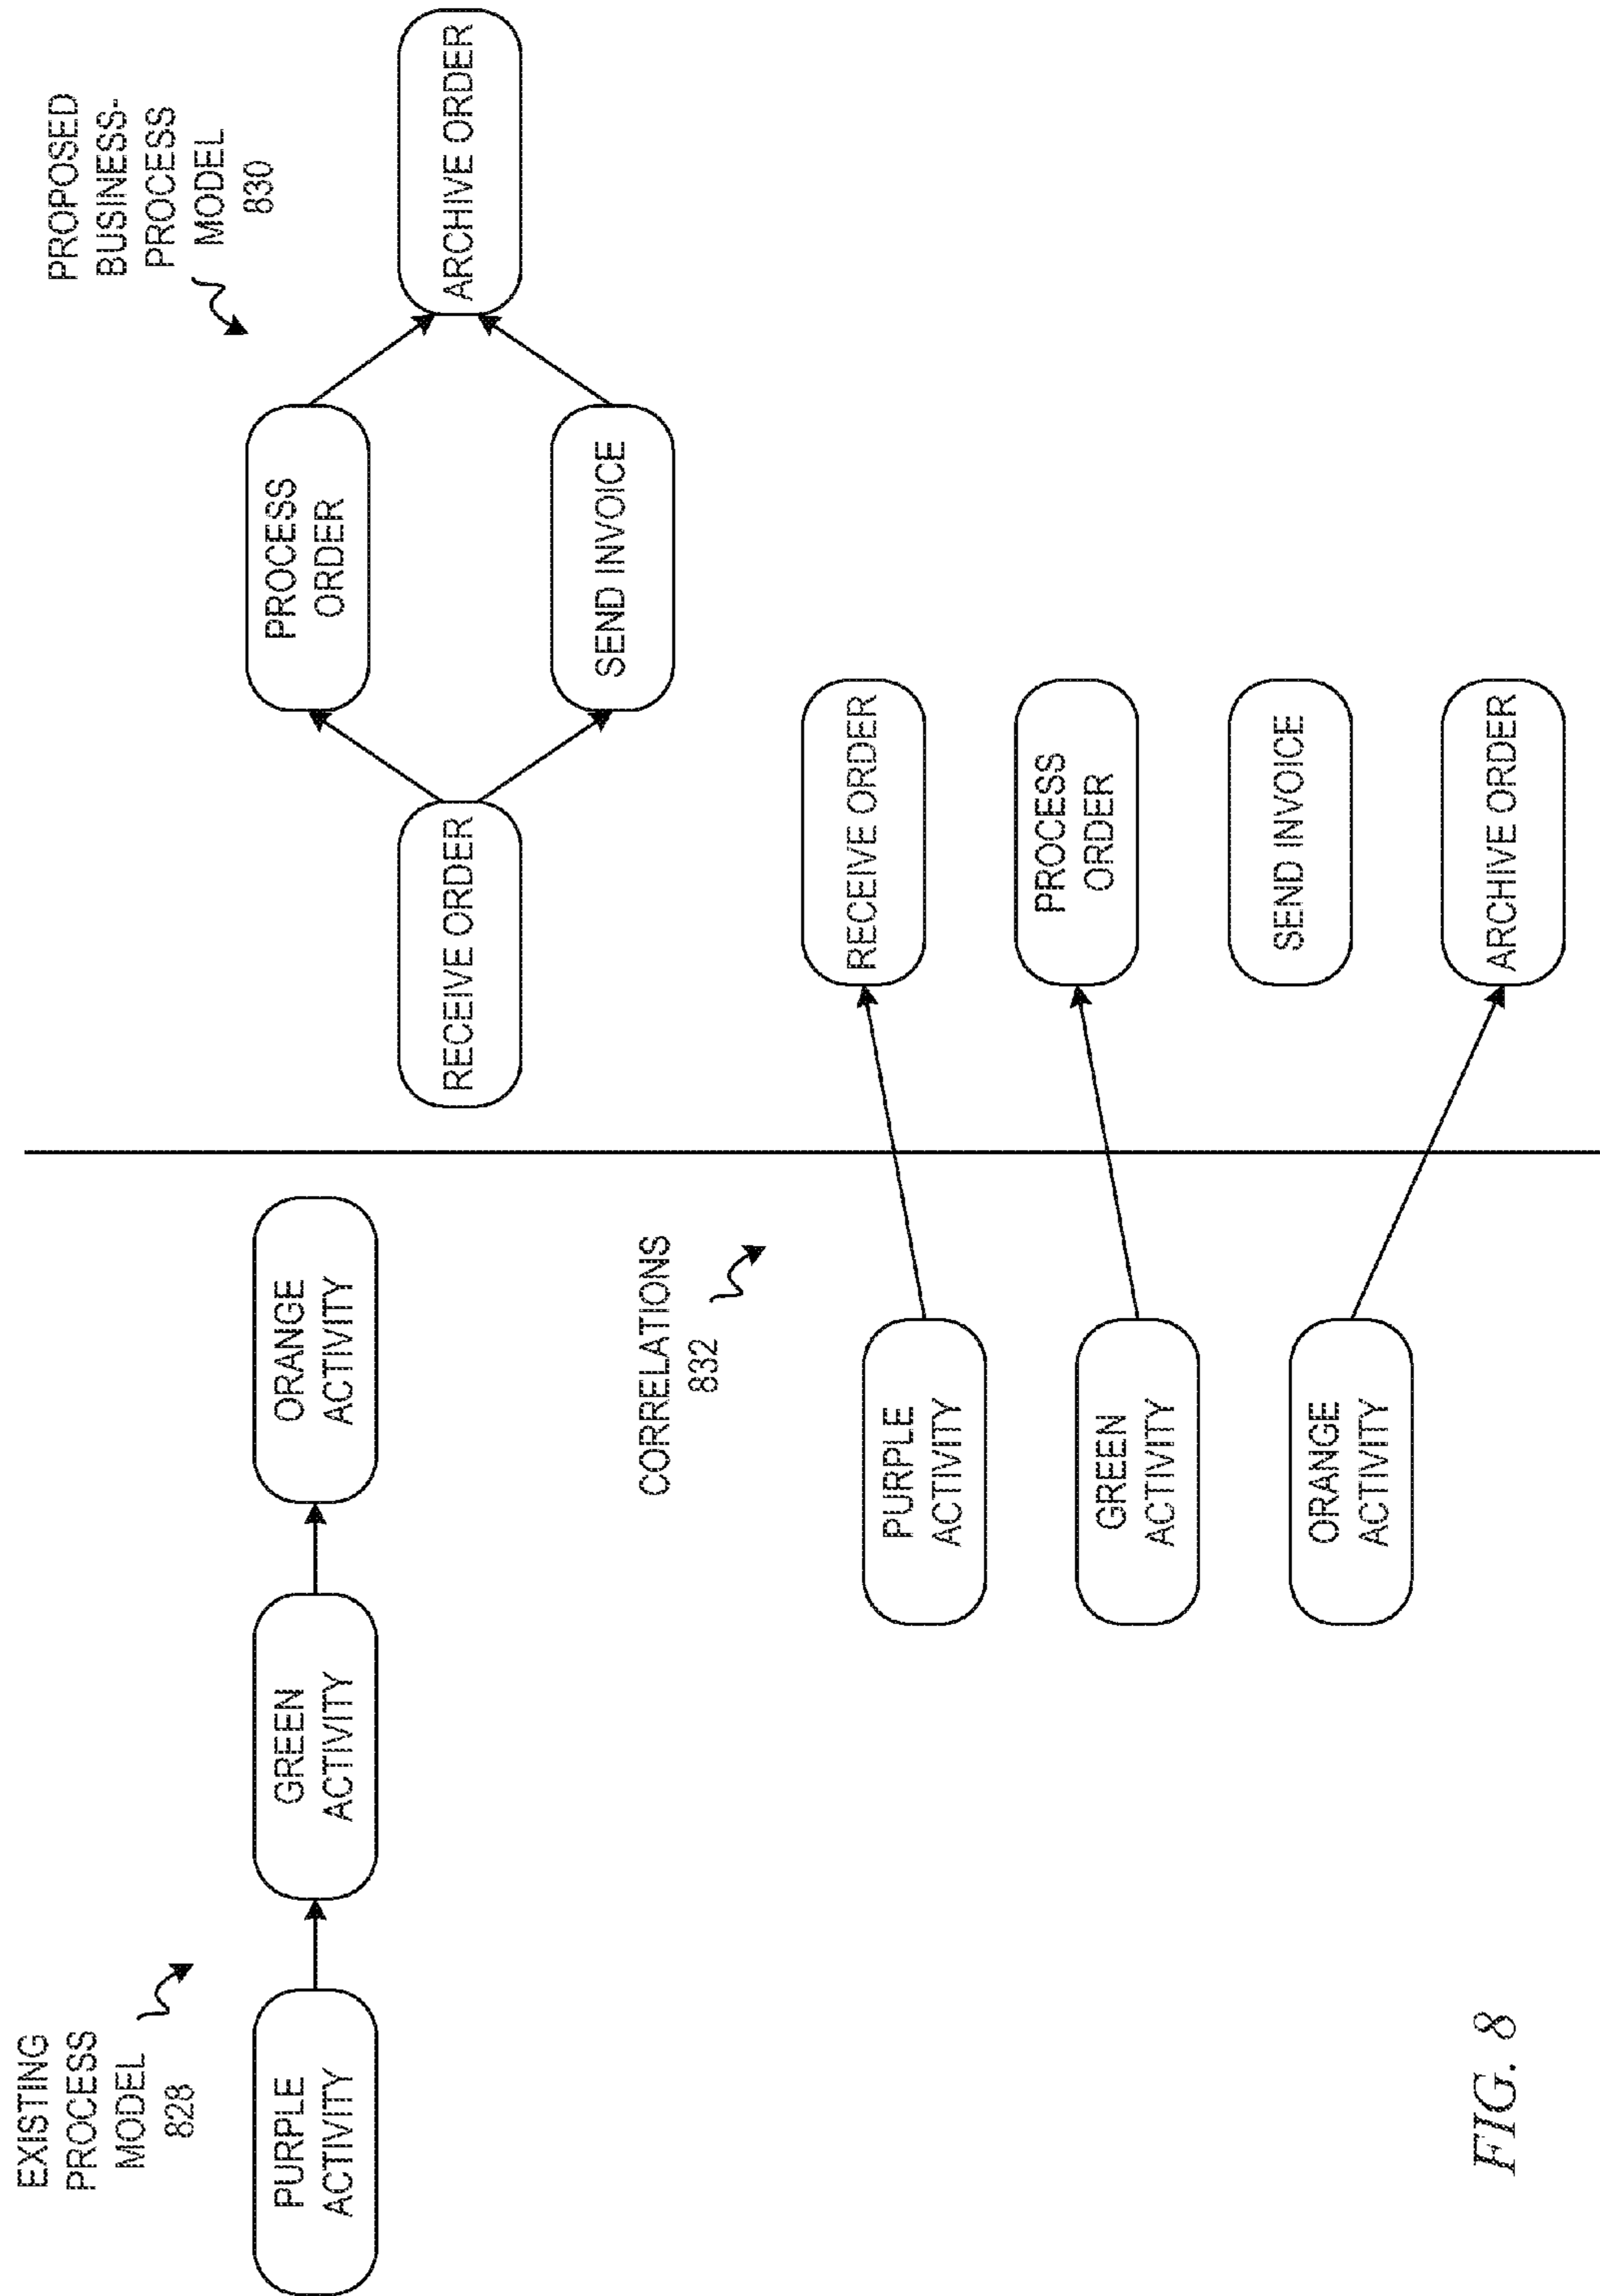 EXISTING
PROCESS
MODEL
828
PURPLE
ACTIVITY
GREEN
ACTIVITY
ORANGE
ACTIVITY
PROPOSED
BUSINESS-
PROCESS
MODEL
830
RECEIVE ORDER
PROCESS
ORDER
SEND INVOICE
ARCHIVE ORDER
CORRELATIONS
832
PURPLE
ACTIVITY
GREEN
ACTIVITY
ORANGE
ACTIVITY
RECEIVE ORDER
PROCESS
ORDER
SEND INVOICE
ARCHIVE ORDER
FIG. 8